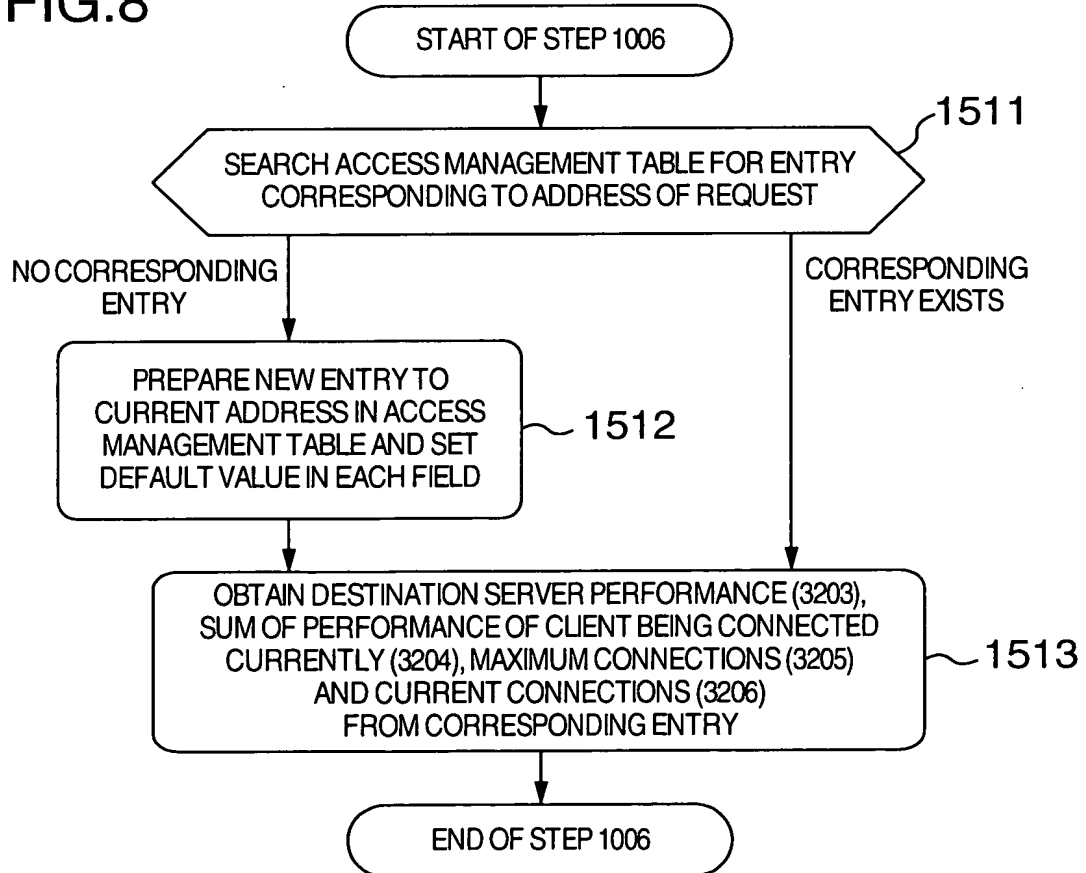 FIG.8
START OF STEP 1006
1511
SEARCH ACCESS MANAGEMENT TABLE FOR ENTRY
CORRESPONDING TO ADDRESS OF REQUEST
NO CORRESPONDING
ENTRY
CORRESPONDING
ENTRY EXISTS
PREPARE NEW ENTRY TO
CURRENT ADDRESS IN ACCESS
MANAGEMENT TABLE AND SET
DEFAULT VALUE IN EACH FIELD
1512
OBTAIN DESTINATION SERVER PERFORMANCE (3203),
SUM OF PERFORMANCE OF CLIENT BEING CONNECTED
CURRENTLY (3204), MAXIMUM CONNECTIONS (3205)
AND CURRENT CONNECTIONS (3206)
FROM CORRESPONDING ENTRY
1513
END OF STEP 1006